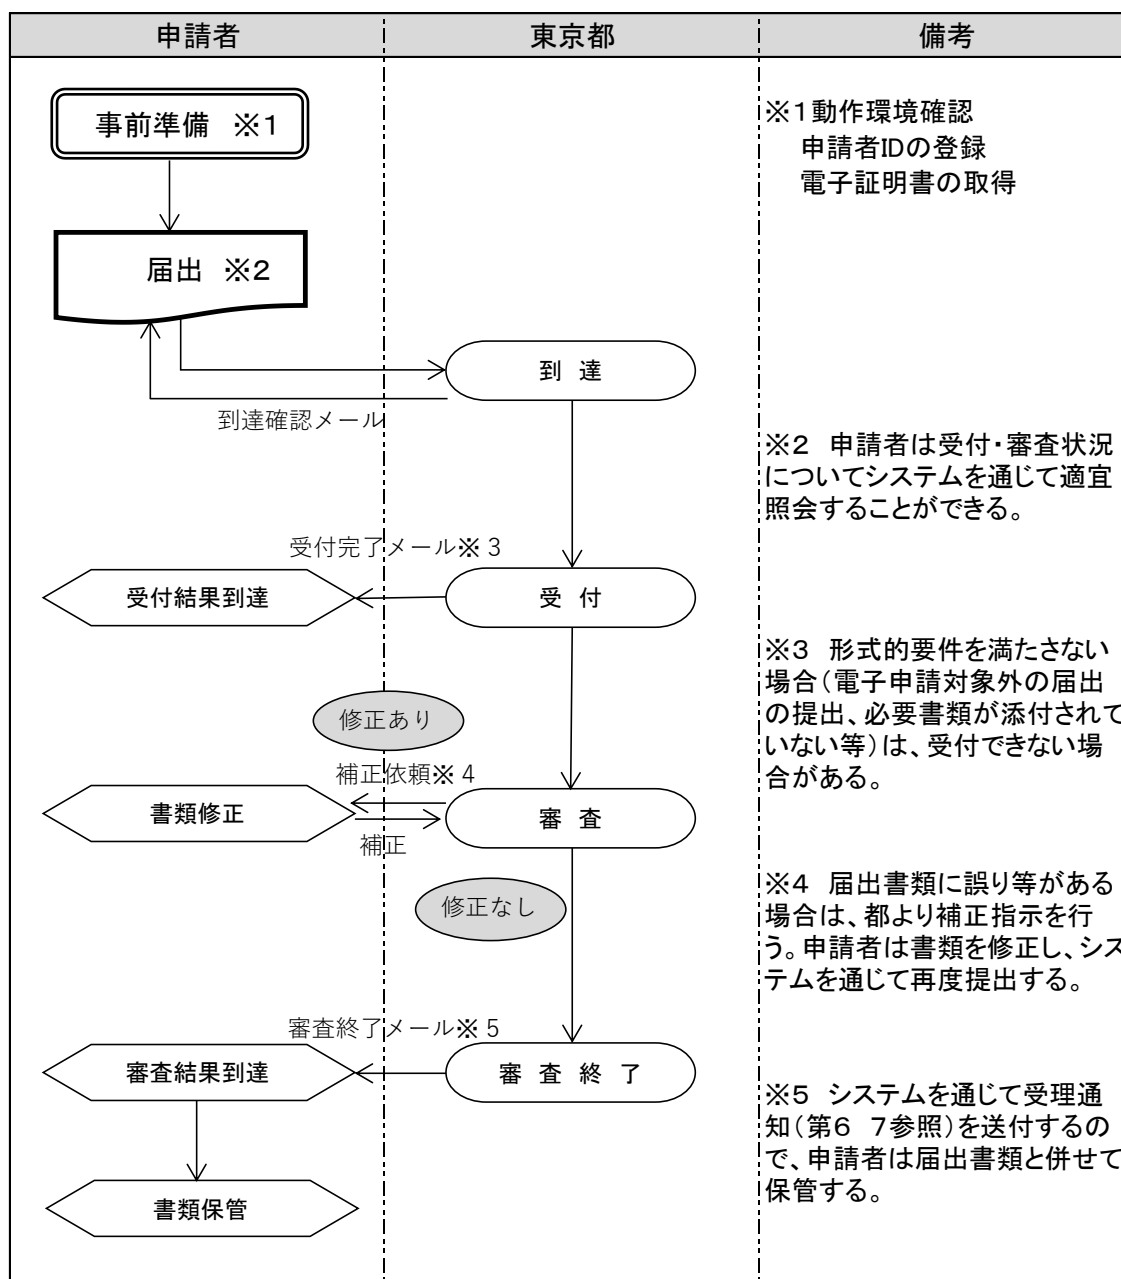 申請者
東京都
備考
事前準備　※1
※1動作環境確認
申請者IDの登録
電子証明書の取得
届出　※2
到　達
到達確認メール
※2　申請者は受付・審査状況
についてシステムを通じて適宜
照会することができる。
受付完了メール※3
受付結果到達
受　付
※3　形式的要件を満たさない
場合（電子申請対象外の届出
の提出、必要書類が添付されて
いない等）は、受付できない場
合がある。
修正あり
補正依頼※4
書類修正
審　査
補正
修正なし
※4　届出書類に誤り等がある
場合は、都より補正指示を行
う。申請者は書類を修正し、シス
テムを通じて再度提出する。
審査終了メール※5
審査結果到達
審　査　終　了
※5　システムを通じて受理通
知（第6　7参照）を送付するの
で、申請者は届出書類と併せて
保管する。
書類保管